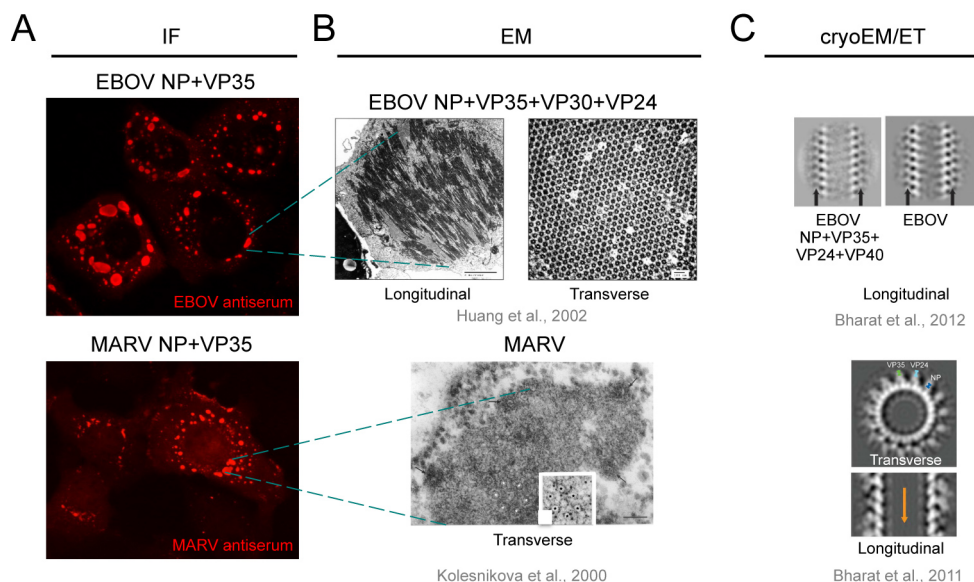 A
IF
EBOV NP+VP35
EBOV antiserum
MARV NP+VP35
MARV antiserum
B
EM
EBOV NP+VP35+VP30+VP24
Longitudinal
Transverse
Huang et al., 2002
MARV
Transverse
Kolesnikova et al., 2000
C
cryoEM/ET
EBOV
NP+VP35+
VP24+VP40
EBOV
Longitudinal
Bharat et al., 2012
VP35
VP24
NP
Transverse
Longitudinal
Bharat et al., 2011